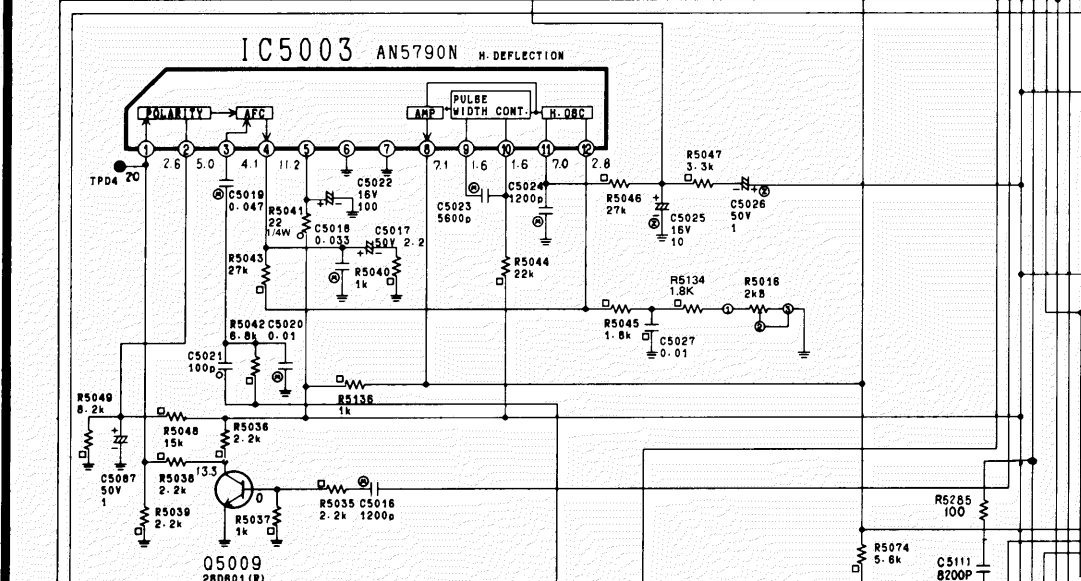 IC5003 AN5790N H. DEFLECTION
POLARITY
AFC
AMP
PULSE
WIDTH CONT.
H. OSC
1 2 3 4 5 6 7 8 9 10 11 12
TPD4 20 2.6 5.0 4.1 11.2 7.1 1.6 1.6 7.0 2.8
C5019
0.047
R5041
22
1/4W
C5022
16V
100
C5018
0.033
C5017
50V 2.2
R5043
27k
R5040
1k
C5023
5600p
C5024
1200p
R5044
22k
R5046
27k
R5047
3.3k
C5025
16V
10
C5026
50V
1
R5134
1.8K
R5016
2kB
1
2
3
R5045
1.8k
C5027
0.01
C5021
100p
R5042
6.8k
C5020
0.01
R5136
1k
R5049
8.2k
R5048
15k
R5036
2.2k
C5087
50V
1
R5038
2.2k
13.3
R5039
2.2k
0
R5037
1k
R5035
2.2k
C5016
1200p
Q5009
2SD601(R)
R5285
100
R5074
5.6k
C5111
8200P